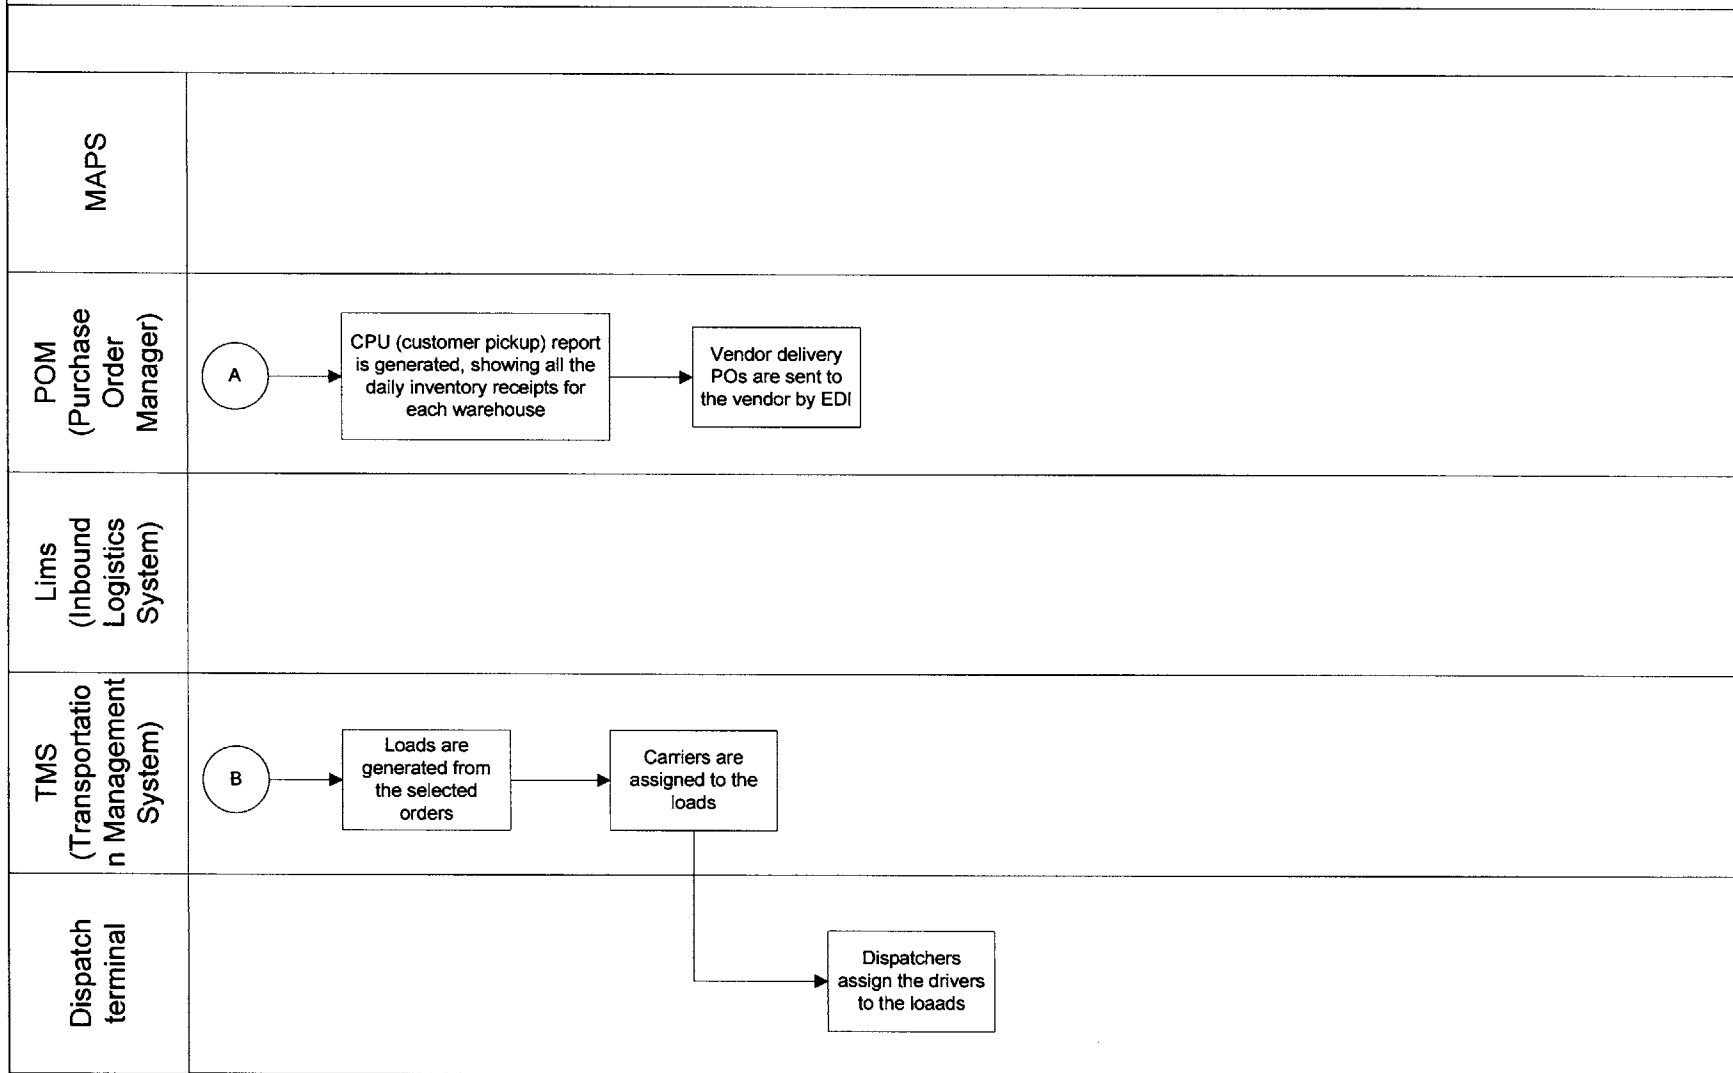 MAPS
POM
(Purchase
Order
Manager)
A
CPU (customer pickup) report
is generated, showing all the
daily inventory receipts for
each warehouse
Vendor delivery
POs are sent to
the vendor by EDI
Lims
(Inbound
Logistics
System)
TMS
(Transportatio
n Management
System)
B
Loads are
generated from
the selected
orders
Carriers are
assigned to the
loads
Dispatch
terminal
Dispatchers
assign the drivers
to the loaads